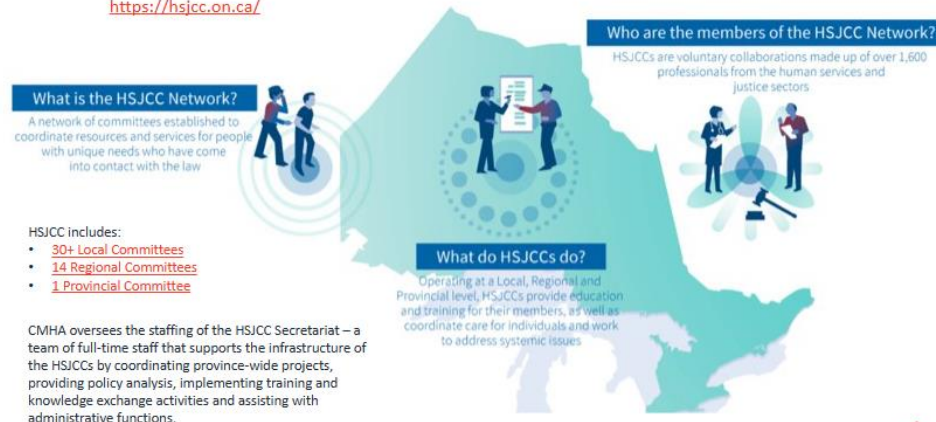 https://hsjcc.on.ca/
Who are the members of the HSJCC Network?
HSJCCs are voluntary collaborations made up of over 1,600
professionals from the human services and
justice sectors
What is the HSJCC Network?
A network of committees established to
coordinate resources and services for people
with unique needs who have come
into contact with the law
HSJCC includes:
• 30+ Local Committees
• 14 Regional Committees
• 1 Provincial Committee
What do HSJCCs do?
Operating at a Local, Regional and
Provincial level, HSJCCs provide education
and training for their members, as well as
coordinate care for individuals and work
to address systemic issues
CMHA oversees the staffing of the HSJCC Secretariat – a
team of full-time staff that supports the infrastructure of
the HSJCCs by coordinating province-wide projects,
providing policy analysis, implementing training and
knowledge exchange activities and assisting with
administrative functions.